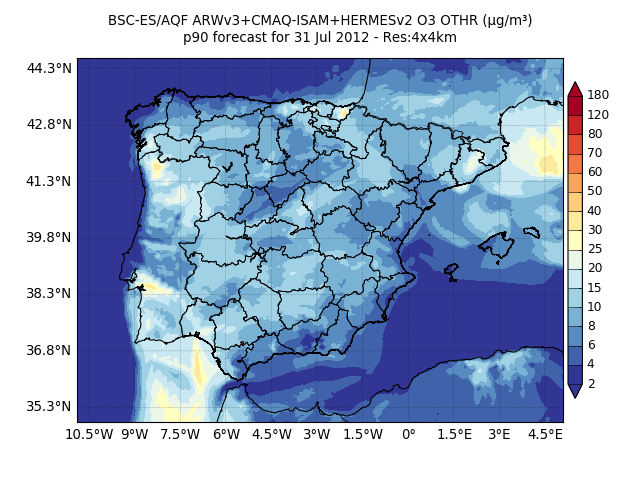 BSC-ES/AQF ARWv3+CMAQ-ISAM+HERMESv2 O3 OTHR (µg/m³)
p90 forecast for 31 Jul 2012 - Res:4x4km
44.3°N
42.8°N
41.3°N
39.8°N
38.3°N
36.8°N
35.3°N
10.5°W 9°W 7.5°W 6°W 4.5°W 3°W 1.5°W 0° 1.5°E 3°E 4.5°E
180
120
80
70
60
50
40
30
25
20
15
10
8
6
4
2